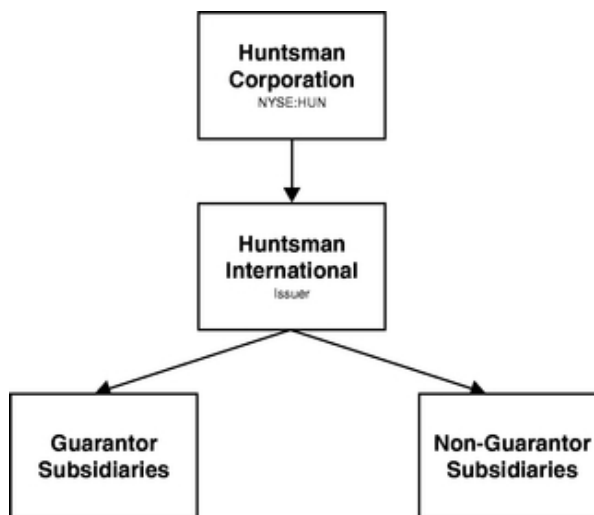 Huntsman
Corporation
NYSE:HUN
Huntsman
International
Issuer
Guarantor
Subsidiaries
Non-Guarantor
Subsidiaries